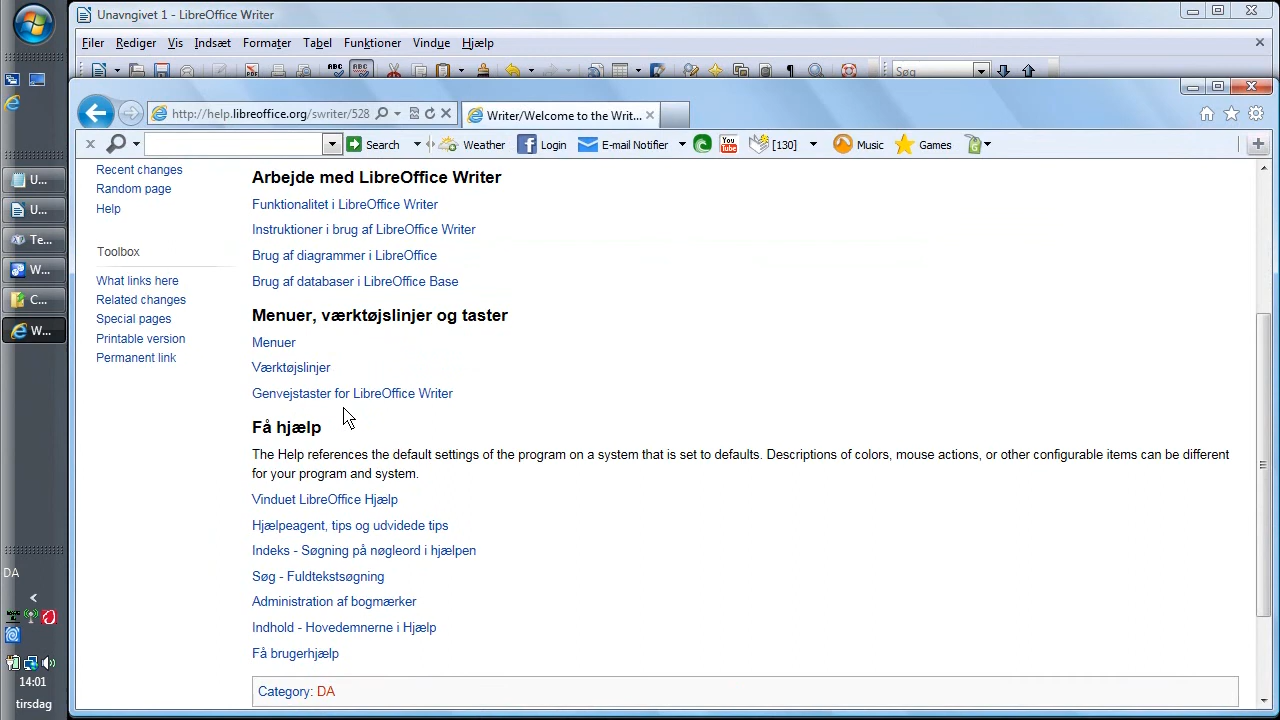 Unavngivet 1 - LibreOffice Writer
Filer Rediger Vis Indsæt Formater Tabel Funktioner Vindue Hjælp
ABC ABC Søg
http://help.libreoffice.org/swriter/528 Writer/Welcome to the Writ...
Search Weather Login E-mail Notifier You Tube [130] Music Games
Recent changes
Random page
Help
Toolbox
What links here
Related changes
Special pages
Printable version
Permanent link
Arbejde med LibreOffice Writer
Funktionalitet i LibreOffice Writer
Instruktioner i brug af LibreOffice Writer
Brug af diagrammer i LibreOffice
Brug af databaser i LibreOffice Base
Menuer, værktøjslinjer og taster
Menuer
Værktøjslinjer
Genvejstaster for LibreOffice Writer
Få hjælp
The Help references the default settings of the program on a system that is set to defaults. Descriptions of colors, mouse actions, or other configurable items can be different
for your program and system.
Vinduet LibreOffice Hjælp
Hjælpeagent, tips og udvidede tips
Indeks - Søgning på nøgleord i hjælpen
Søg - Fuldtekstsøgning
Administration af bogmærker
Indhold - Hovedemnerne i Hjælp
Få brugerhjælp
Category: DA
U...
U...
Te...
W...
C...
W...
DA
14:01
tirsdag